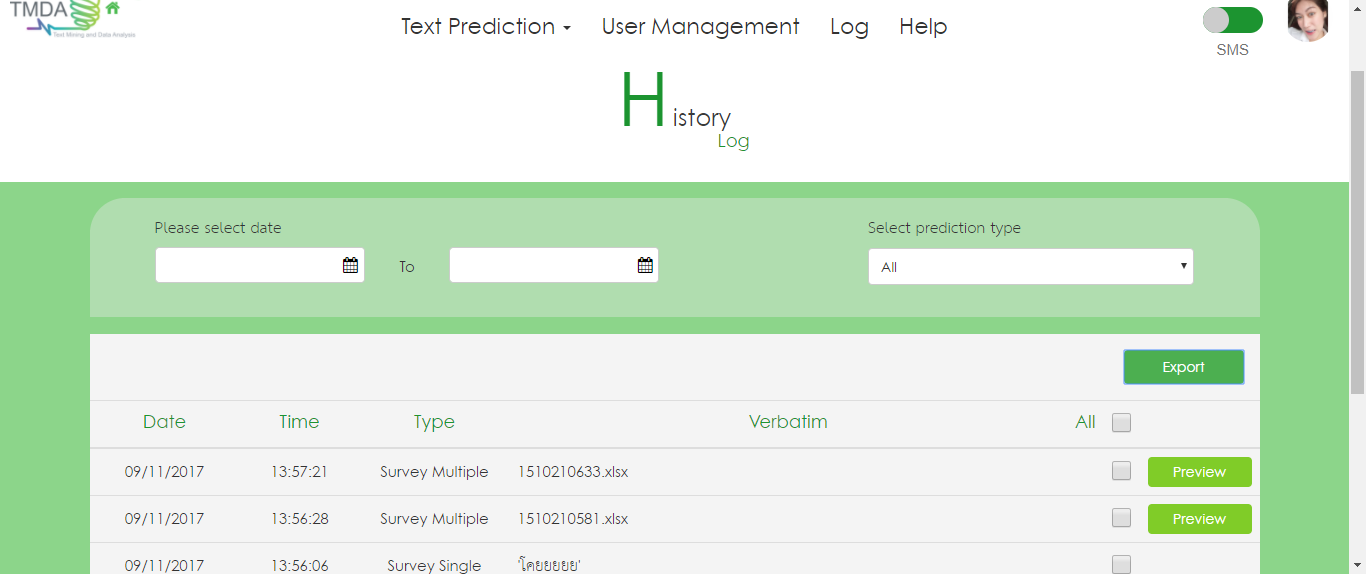 TMDA
Text Mining and Data Analysis
Text Prediction User Management Log Help
SMS
History
Log
Please select date
Select prediction type
To
All
Export
Date Time Type Verbatim All
09/11/2017 13:57:21 Survey Multiple 1510210633.xlsx Preview
09/11/2017 13:56:28 Survey Multiple 1510210581.xlsx Preview
09/11/2017 13:56:06 Survey Single 'โคยยยยย'